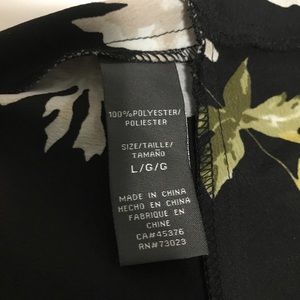 100%POLYESTER/
POLIESTER
SIZE/TAILLE/
TAMAÑO
L/G/G
MADE IN CHINA
HECHO EN CHINA
FABRIQUE EN
CHINE
CA#45376
RN#73023